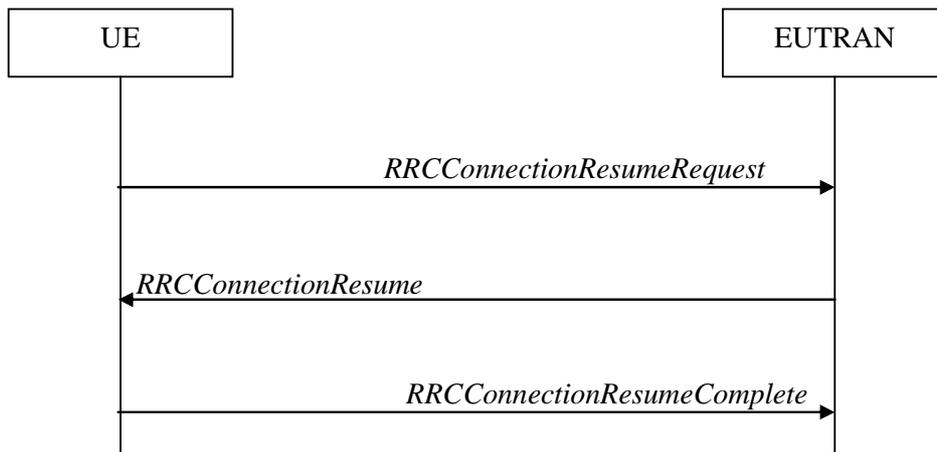 UE
EUTRAN
RRCConnectionResumeRequest
RRCConnectionResume
RRCConnectionResumeComplete